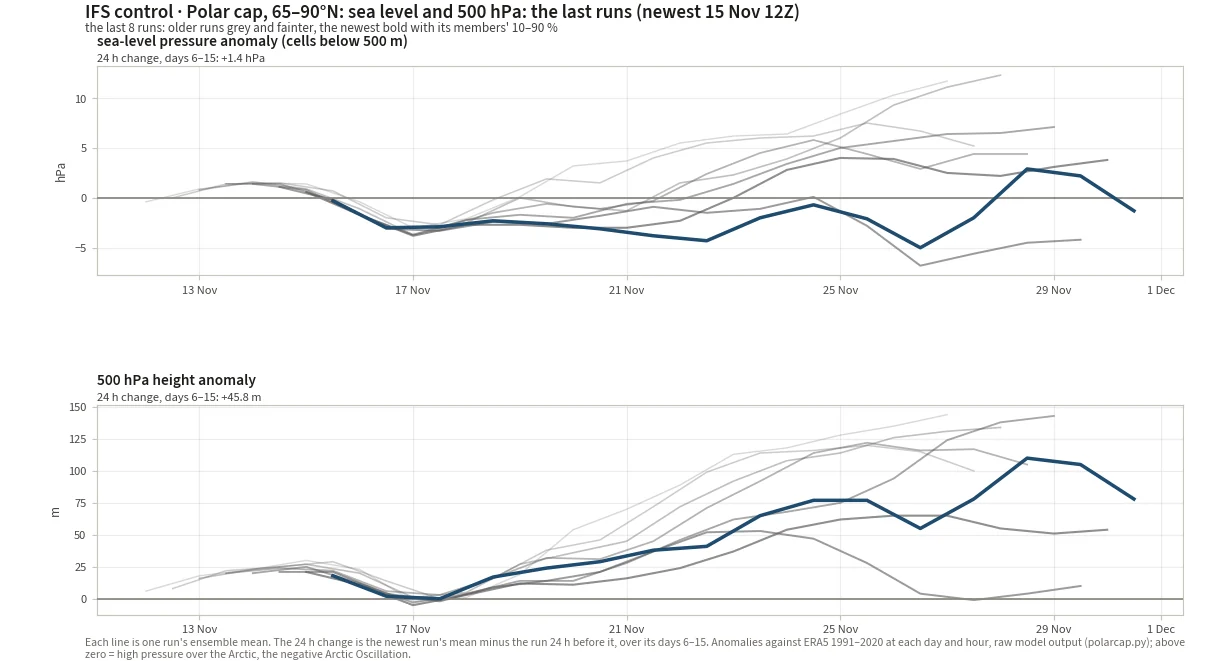 IFS control · Polar cap, 65–90°N: sea level and 500 hPa: the last runs (newest 15 Nov 12Z)
the last 8 runs: older runs grey and fainter, the newest bold with its members' 10–90 %
sea-level pressure anomaly (cells below 500 m)
24 h change, days 6–15: +1.4 hPa
10
5
0
−5
hPa
13 Nov
17 Nov
21 Nov
25 Nov
29 Nov
1 Dec
500 hPa height anomaly
24 h change, days 6–15: +45.8 m
150
125
100
75
50
25
0
m
13 Nov
17 Nov
21 Nov
25 Nov
29 Nov
1 Dec
Each line is one run's ensemble mean. The 24 h change is the newest run's mean minus the run 24 h before it, over its days 6–15. Anomalies against ERA5 1991–2020 at each day and hour, raw model output (polarcap.py); above
zero = high pressure over the Arctic, the negative Arctic Oscillation.